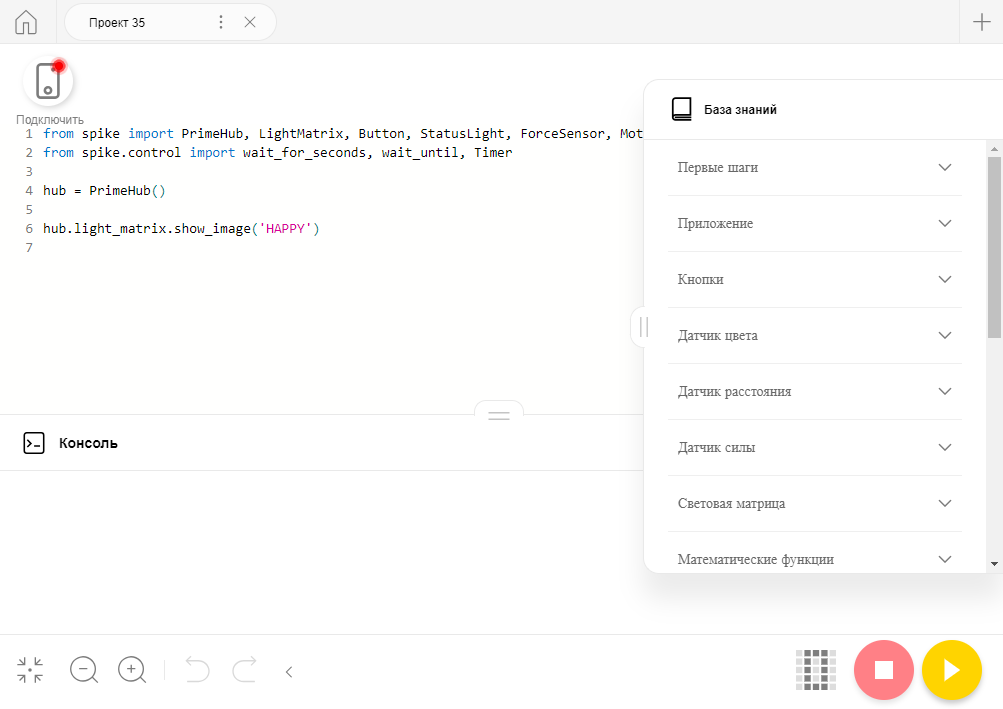 Проект 35
Подключить
1 from spike import PrimeHub, LightMatrix, Button, StatusLight, ForceSensor, Mot
2 from spike.control import wait_for_seconds, wait_until, Timer
3
4 hub = PrimeHub()
5
6 hub.light_matrix.show_image('HAPPY')
7
База знаний
Первые шаги
Приложение
Кнопки
Датчик цвета
Датчик расстояния
Датчик силы
Световая матрица
Математические функции
Консоль